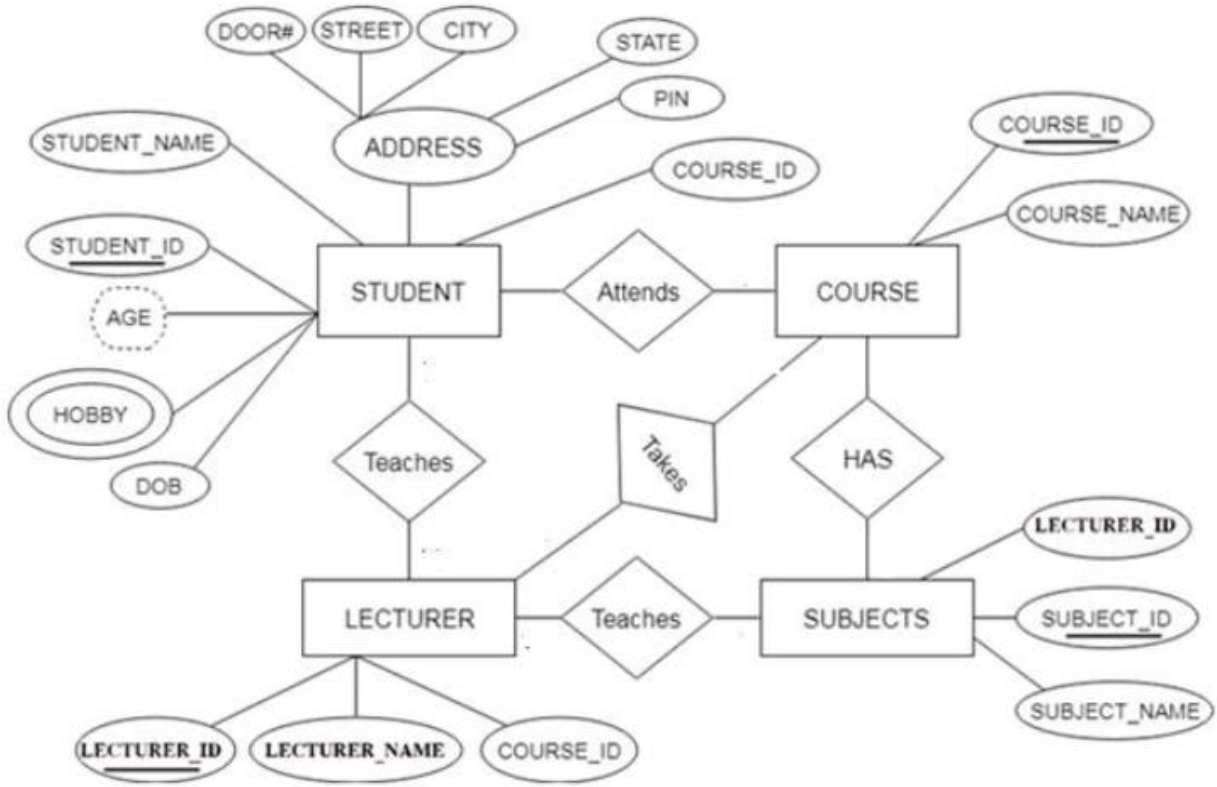 DOOR#
STREET
CITY
STATE
PIN
ADDRESS
STUDENT_NAME
COURSE_ID
COURSE_ID
COURSE_NAME
STUDENT_ID
AGE
HOBBY
DOB
STUDENT
Attends
COURSE
Teaches
Takes
HAS
LECTURER
Teaches
SUBJECTS
LECTURER_ID
SUBJECT_ID
SUBJECT_NAME
LECTURER_ID
LECTURER_NAME
COURSE_ID